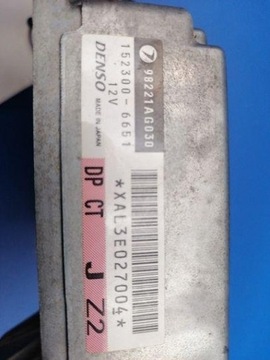 98221AG030
152300-6651
12V
DENSO
MADE IN JAPAN
*XAL3E027004*
DP CT J Z2